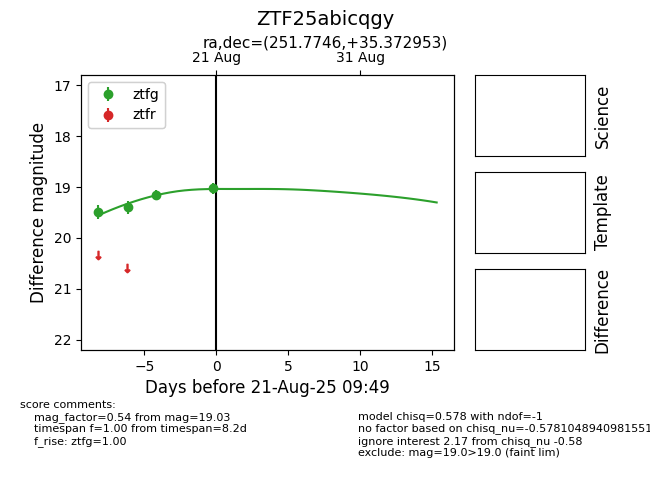 ZTF25abicqgy
ra,dec=(251.7746,+35.372953)
21 Aug
31 Aug
17
18
19
20
21
22
Difference magnitude
ztfg
ztfr
−5
0
5
10
15
Days before 21-Aug-25 09:49
Science
Template
Difference
score comments:
mag_factor=0.54 from mag=19.03
timespan f=1.00 from timespan=8.2d
f_rise: ztfg=1.00
model chisq=0.578 with ndof=-1
no factor based on chisq_nu=-0.5781048940981551
ignore interest 2.17 from chisq_nu -0.58
exclude: mag=19.0>19.0 (faint lim)